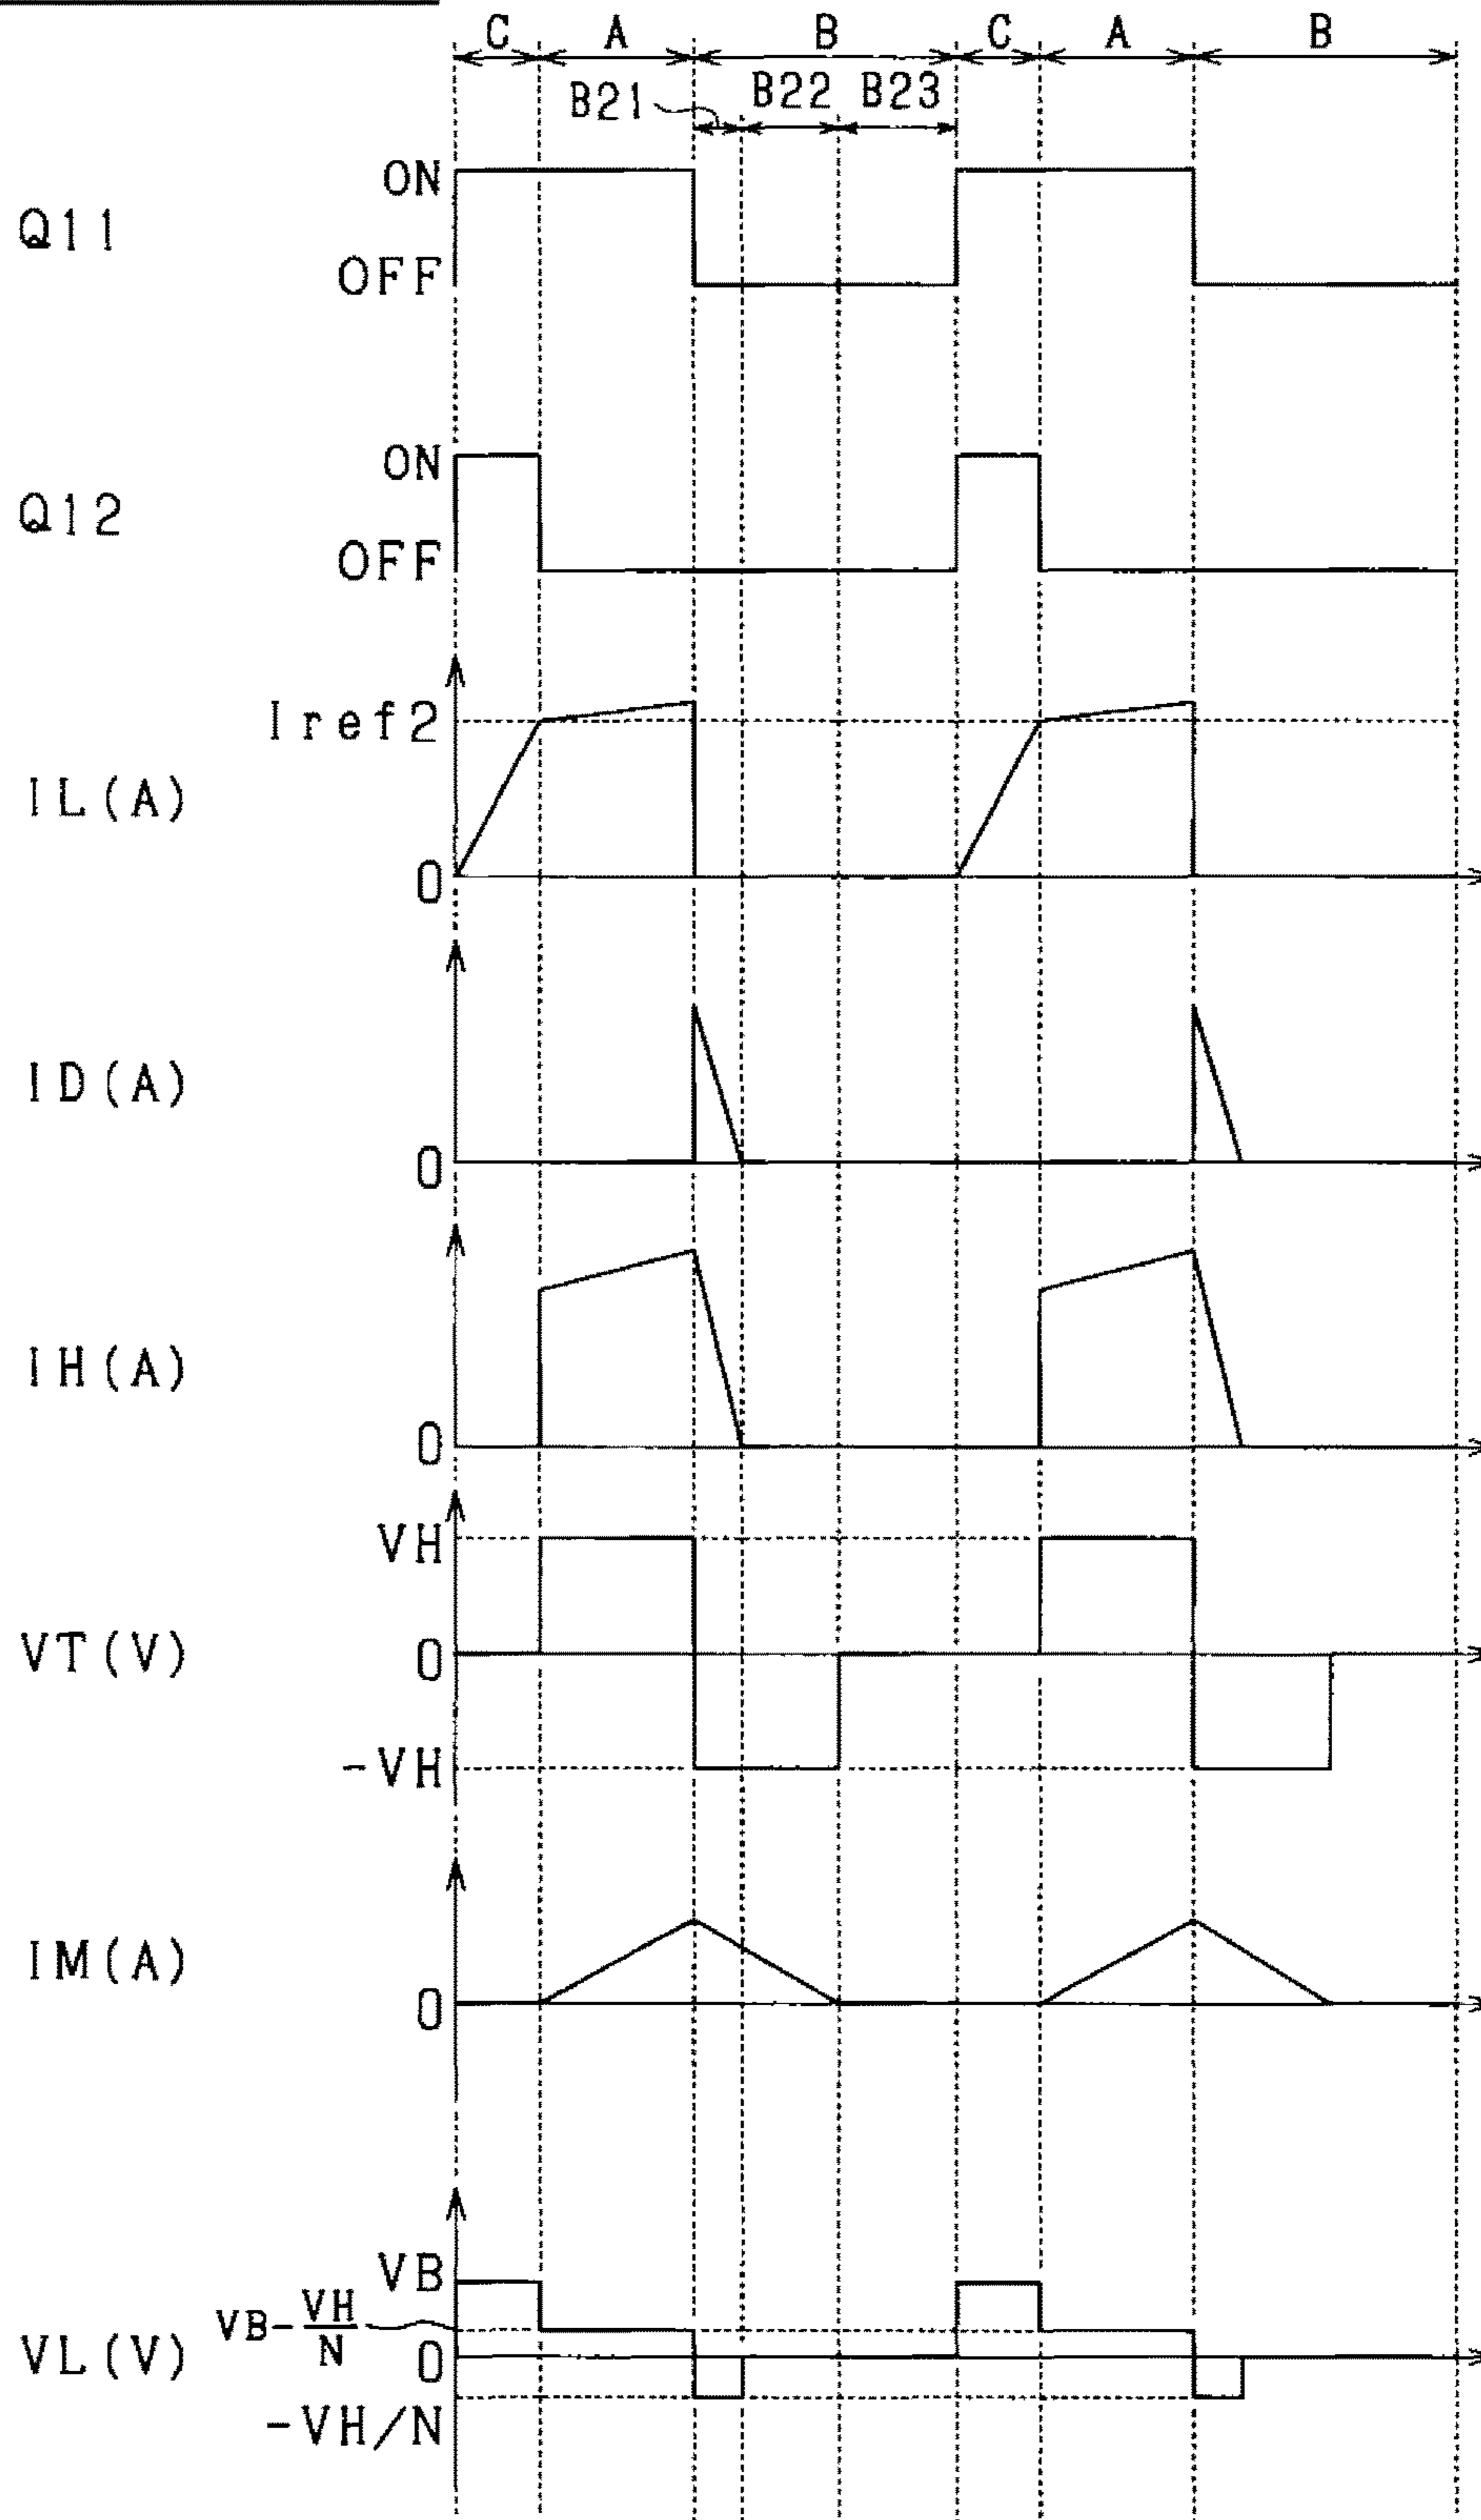 C A B C A B
B21 B22 B23
Q11 ON
OFF
Q12 ON
OFF
IL(A) Iref2
0
ID(A)
0
IH(A)
0
VT(V) VH
0
-VH
IM(A)
0
VL(V) VB
VB-VH/N
0
-VH/N